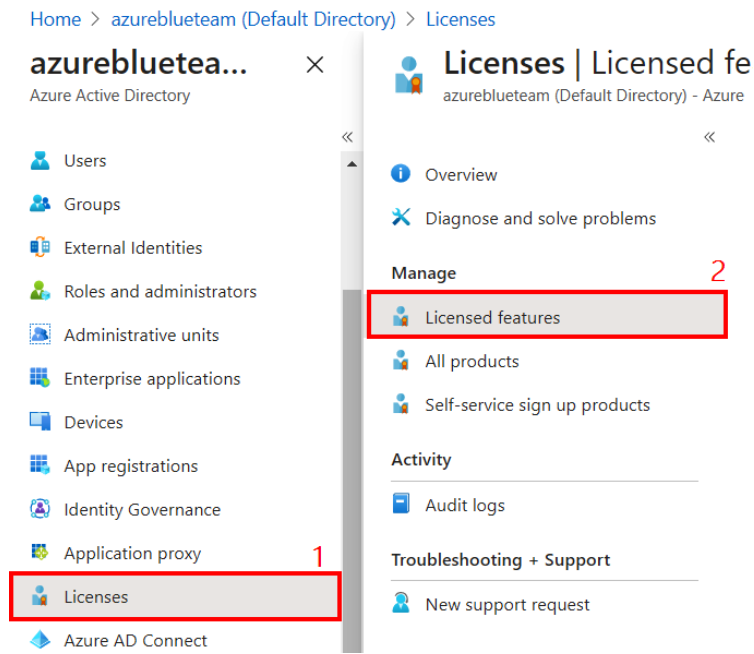 Home > azureblueteam (Default Directory) > Licenses
azurebluetea...
Azure Active Directory
Users
Groups
External Identities
Roles and administrators
Administrative units
Enterprise applications
Devices
App registrations
Identity Governance
Application proxy
1
Licenses
Azure AD Connect
Licenses | Licensed fe
azureblueteam (Default Directory) - Azure
Overview
Diagnose and solve problems
Manage
2
Licensed features
All products
Self-service sign up products
Activity
Audit logs
Troubleshooting + Support
New support request